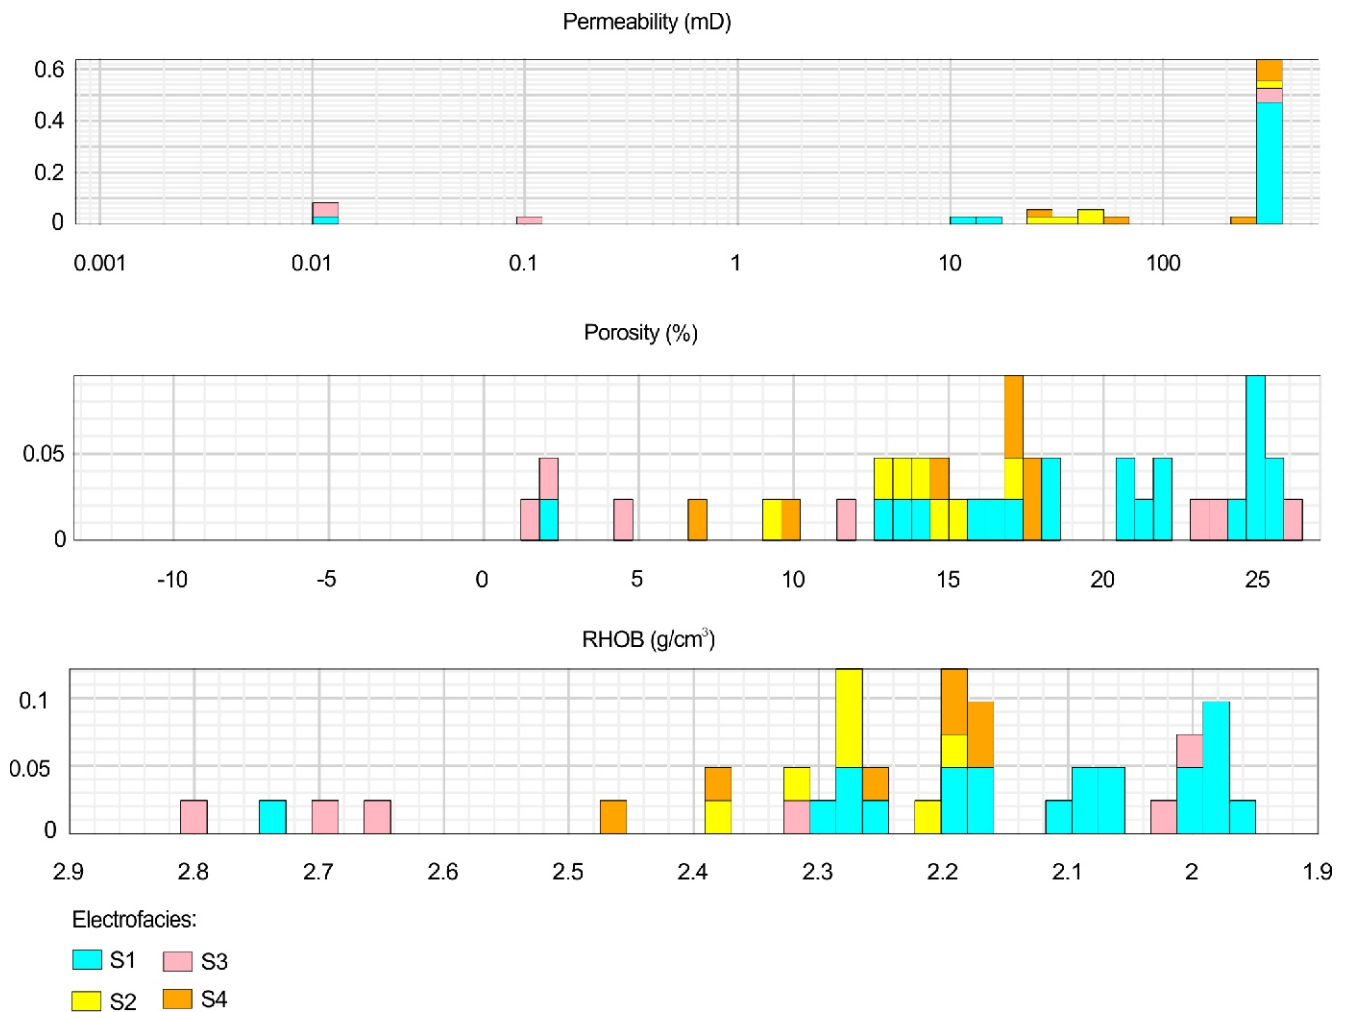 Permeability (mD)
0.6
0.4
0.2
0
0.001 0.01 0.1 1 10 100
Porosity (%)
0.05
0
-10 -5 0 5 10 15 20 25
RHOB (g/cm³)
0.1
0.05
0
2.9 2.8 2.7 2.6 2.5 2.4 2.3 2.2 2.1 2 1.9
Electrofacies:
S1 S3
S2 S4